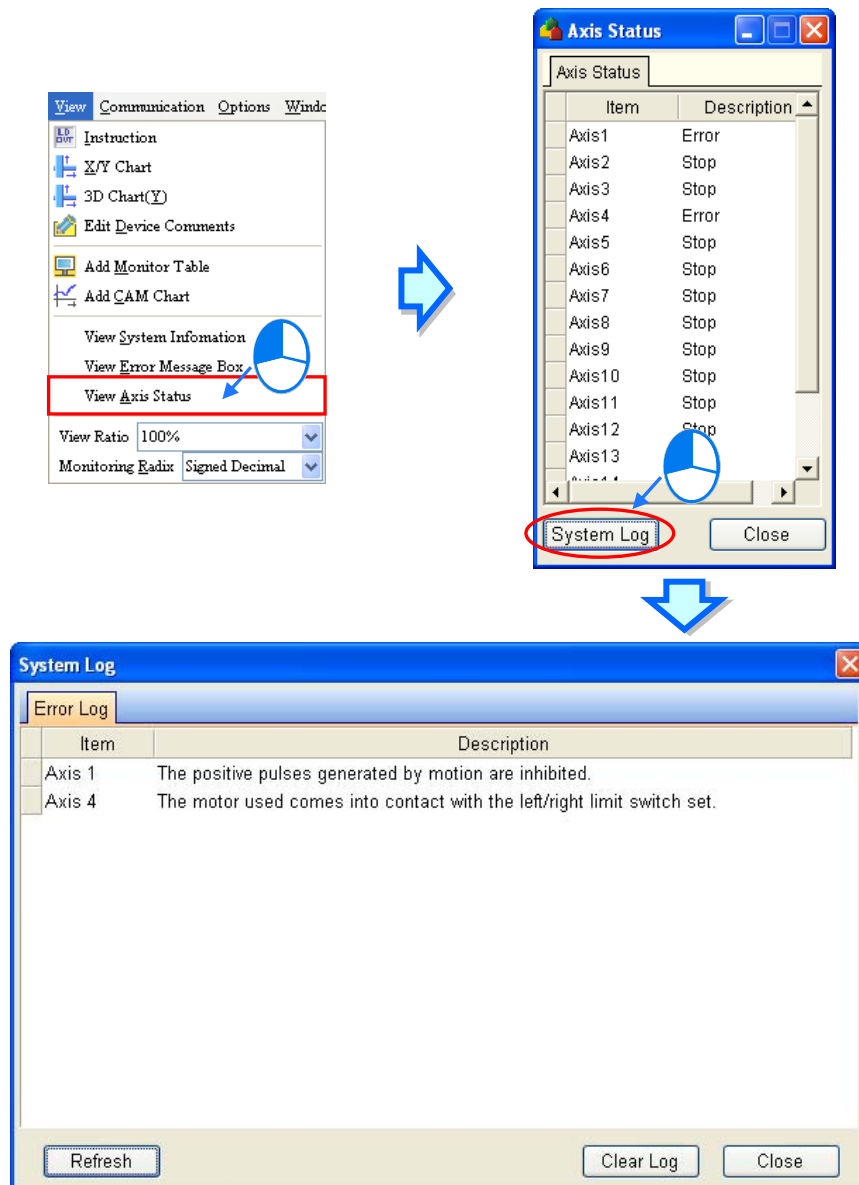 View Communication Options Windo
Instruction
X/Y Chart
3D Chart(Y)
Edit Device Comments
Add Monitor Table
Add CAM Chart
View System Infomation
View Error Message Box
View Axis Status
View Ratio 100%
Monitoring Radix Signed Decimal
Axis Status
Axis Status
Item Description
Axis1 Error
Axis2 Stop
Axis3 Stop
Axis4 Error
Axis5 Stop
Axis6 Stop
Axis7 Stop
Axis8 Stop
Axis9 Stop
Axis10 Stop
Axis11 Stop
Axis12 Stop
Axis13
System Log Close
System Log
Error Log
Item Description
Axis 1 The positive pulses generated by motion are inhibited.
Axis 4 The motor used comes into contact with the left/right limit switch set.
Refresh Clear Log Close